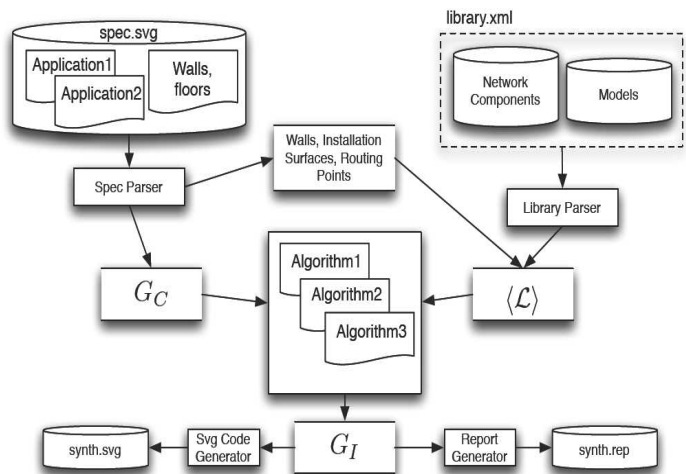 spec.svg
library.xml
Application1
Application2
Walls,
floors
Network
Components
Models
Walls, Installation
Surfaces, Routing
Points
Spec Parser
Library Parser
Algorithm1
Algorithm2
Algorithm3
G_C
⟨ℒ⟩
synth.svg
Svg Code
Generator
G_I
Report
Generator
synth.rep